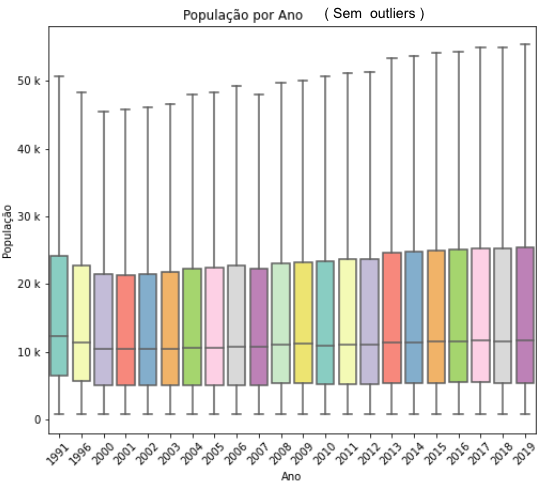 População por Ano ( Sem outliers )
População
50 k
40 k
30 k
20 k
10 k
0
1991 1996 2000 2001 2002 2003 2004 2005 2006 2007 2008 2009 2010 2011 2012 2013 2014 2015 2016 2017 2018 2019
Ano